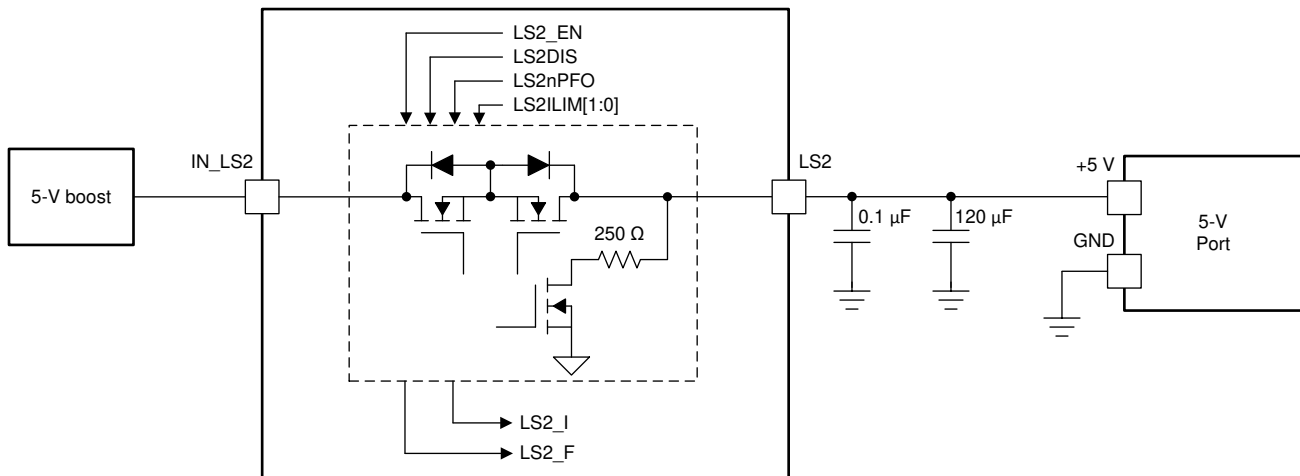 LS2_EN
LS2DIS
LS2nPFO
LS2ILIM[1:0]
5-V boost
IN_LS2
LS2
+5 V
250 Ω
0.1 µF
120 µF
GND
5-V
Port
LS2_I
LS2_F